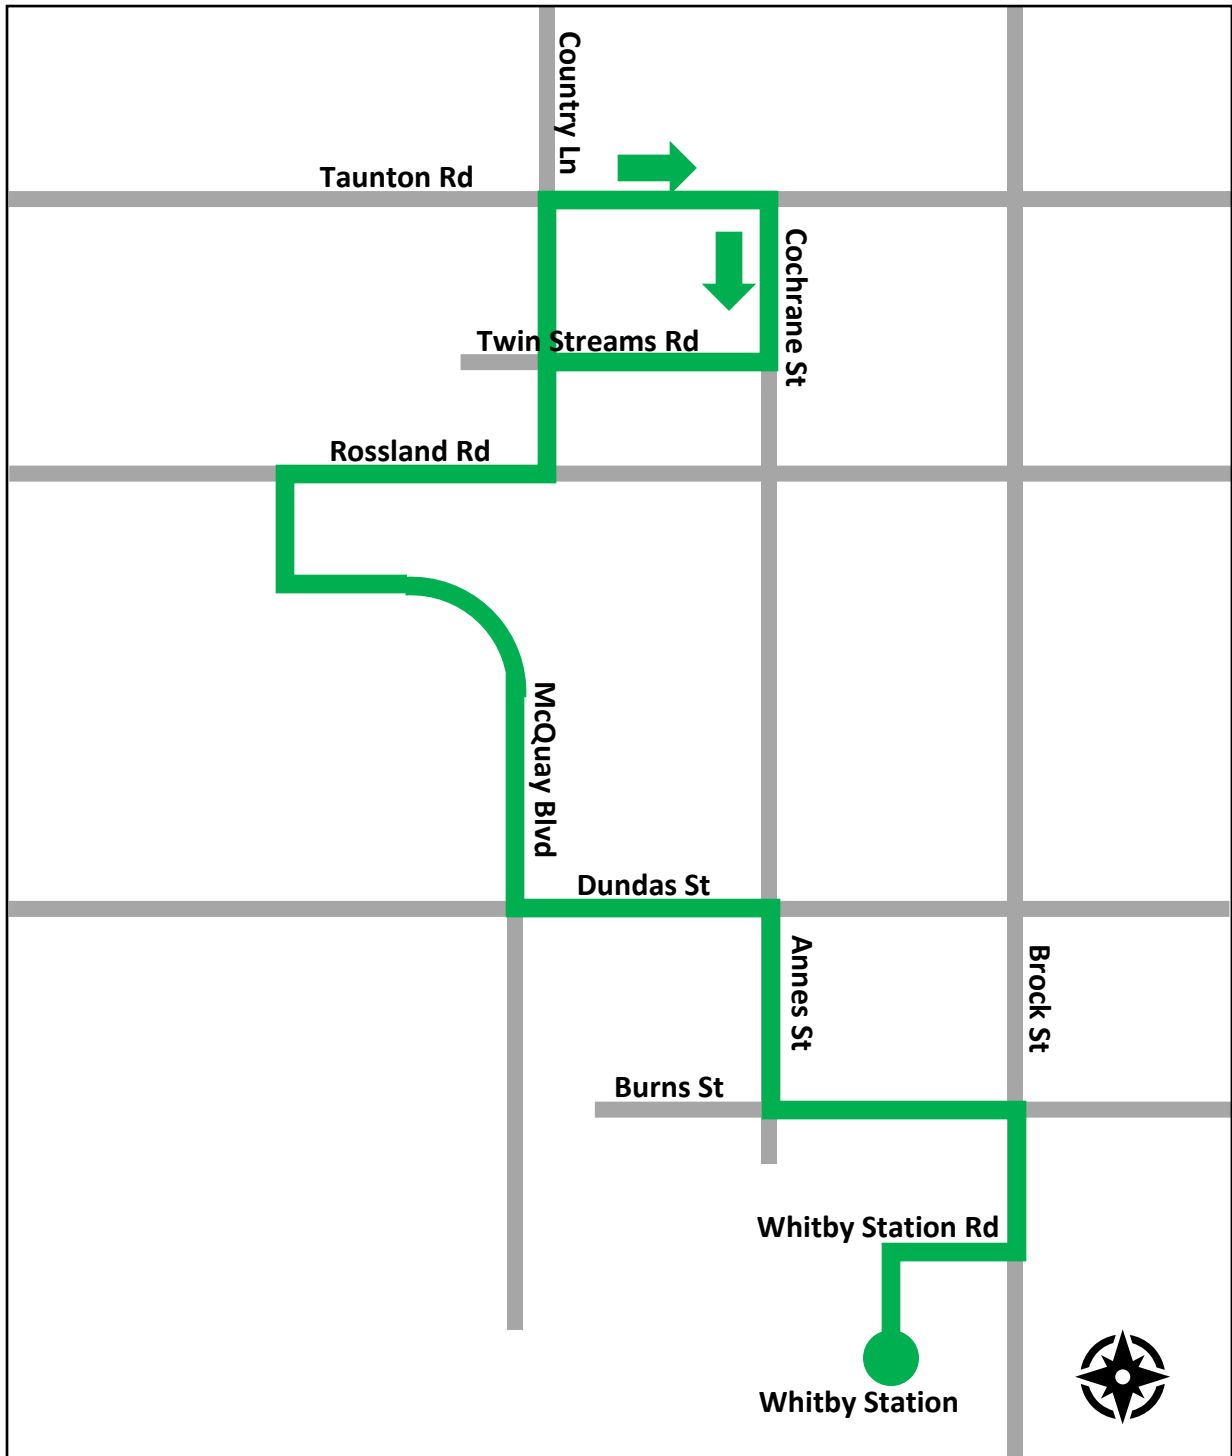 Country Ln
Taunton Rd
Cochrane St
Twin Streams Rd
Rossland Rd
McQuay Blvd
Dundas St
Annes St
Brock St
Burns St
Whitby Station Rd
Whitby Station